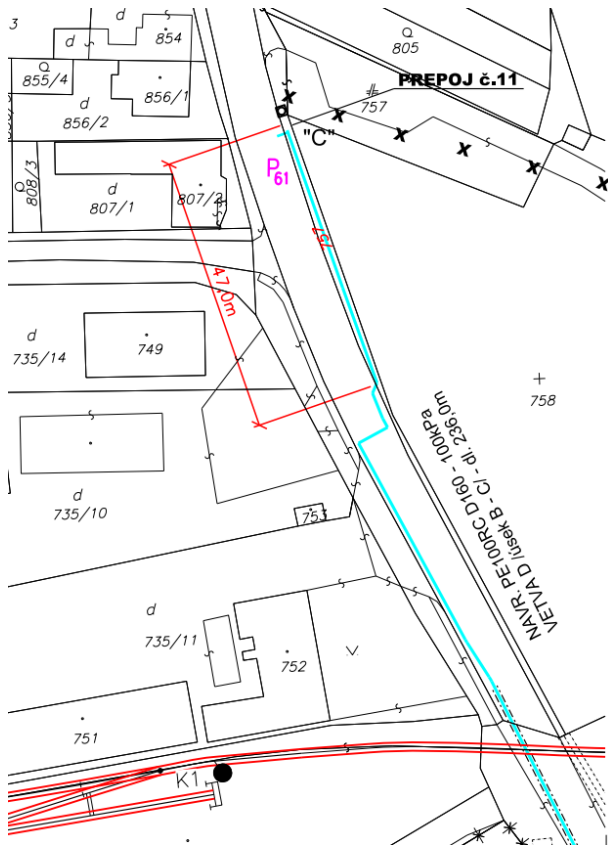 3
d
854
Q
805
Q
855/4
856/1
PREPOJ č.11
757
d
856/2
"C"
P61
Q
808/3
d
807/1
807/2
757
47,0m
d
735/14
749
758
NAVR. PE100RC D160 - 100kPa
VETVA D /úsek B - C/ - dl. 236,0m
d
735/10
753
d
735/11
752
751
K1